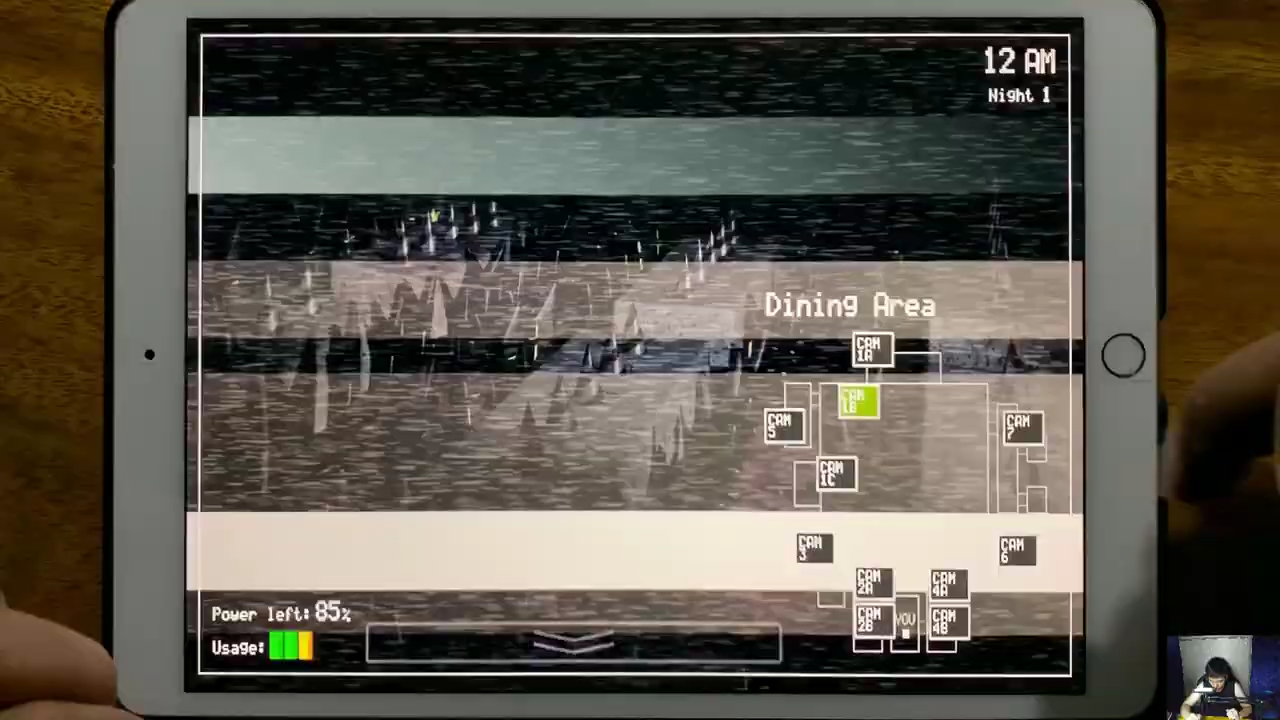 12 AM
Night 1
Dining Area
CAM 1A
CAM 1B
CAM 5
CAM 7
CAM 1C
CAM 3
CAM 6
CAM 2A
CAM 4A
CAM 2B
YOU
CAM 4B
Power left: 85%
Usage: